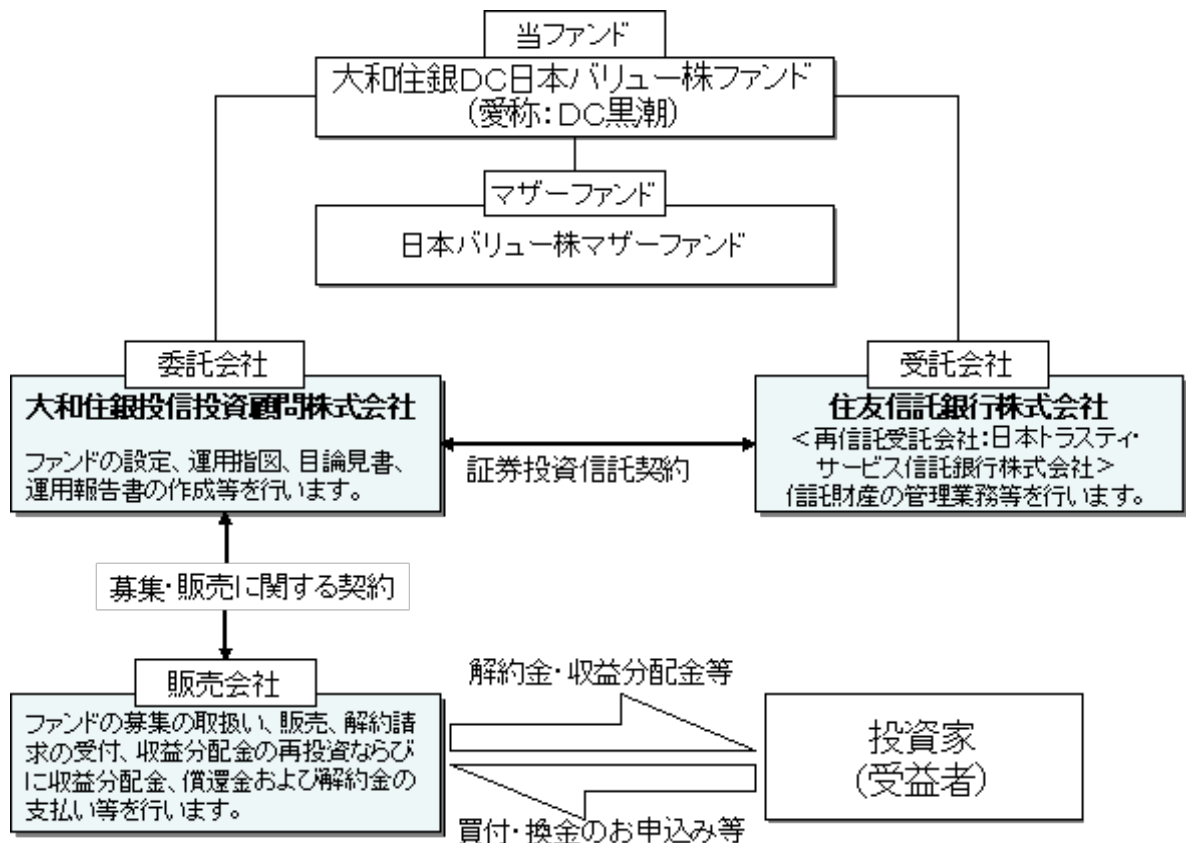 当ファンド
大和住銀DC日本バリュー株ファンド
(愛称:DC黒潮)
マザーファンド
日本バリュー株マザーファンド
委託会社
大和住銀投信投資顧問株式会社
ファンドの設定、運用指図、目論見書、
運用報告書の作成等を行います。
受託会社
住友信託銀行株式会社
<再信託受託会社:日本トラスティ・
サービス信託銀行株式会社>
信託財産の管理業務等を行います。
証券投資信託契約
募集・販売に関する契約
販売会社
ファンドの募集の取扱い、販売、解約請
求の受付、収益分配金の再投資ならび
に収益分配金、償還金および解約金の
支払い等を行います。
解約金・収益分配金等
買付・換金のお申込み等
投資家
(受益者)